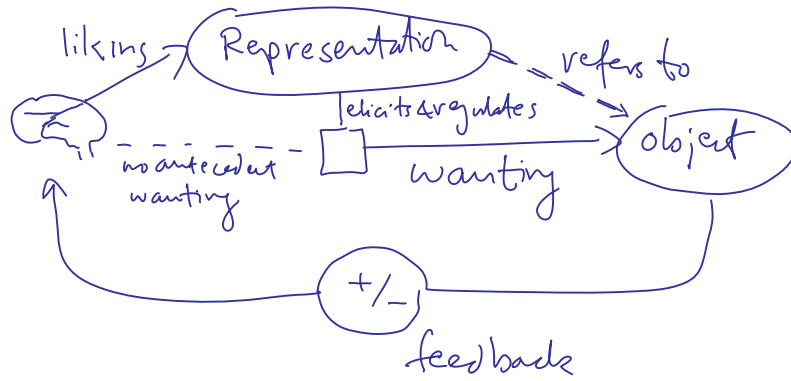 liking
Representation
refers to
elicits & regulates
object
no antecedent
wanting
wanting
+/-
feedback